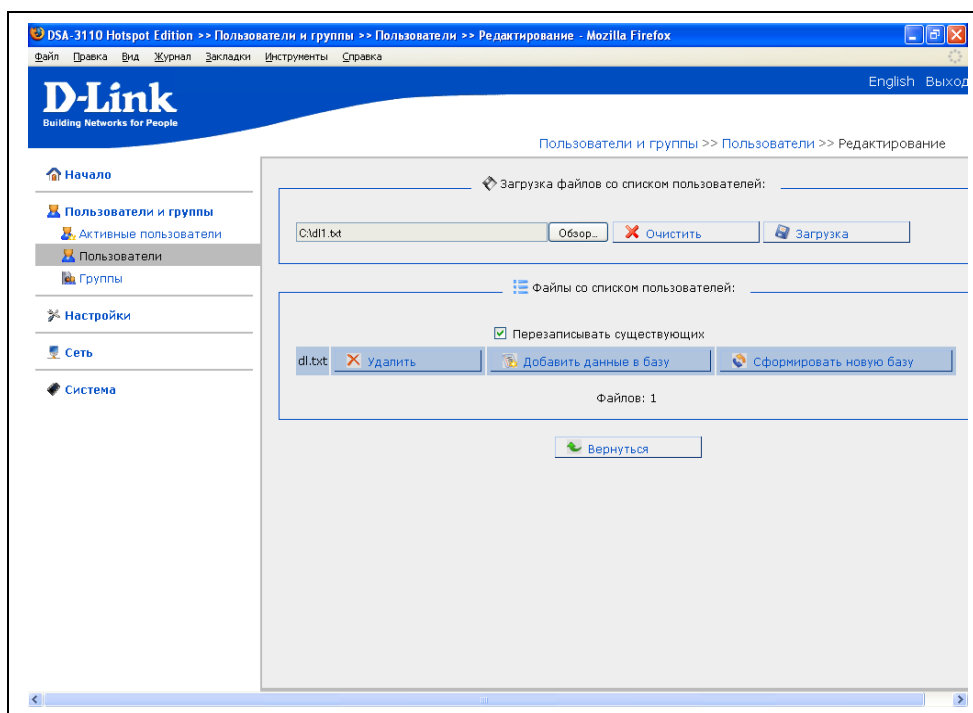 DSA-3110 Hotspot Edition >> Пользователи и группы >> Пользователи >> Редактирование - Mozilla Firefox
Файл Правка Вид Журнал Закладки Инструменты Справка
English Выход
D-Link
Building Networks for People
Пользователи и группы >> Пользователи >> Редактирование
Начало
Пользователи и группы
Активные пользователи
Пользователи
Группы
Настройки
Сеть
Система
Загрузка файлов со списком пользователей:
C:\dl1.txt Обзор... Очистить Загрузка
Файлы со списком пользователей:
Перезаписывать существующих
dl.txt Удалить Добавить данные в базу Сформировать новую базу
Файлов: 1
Вернуться